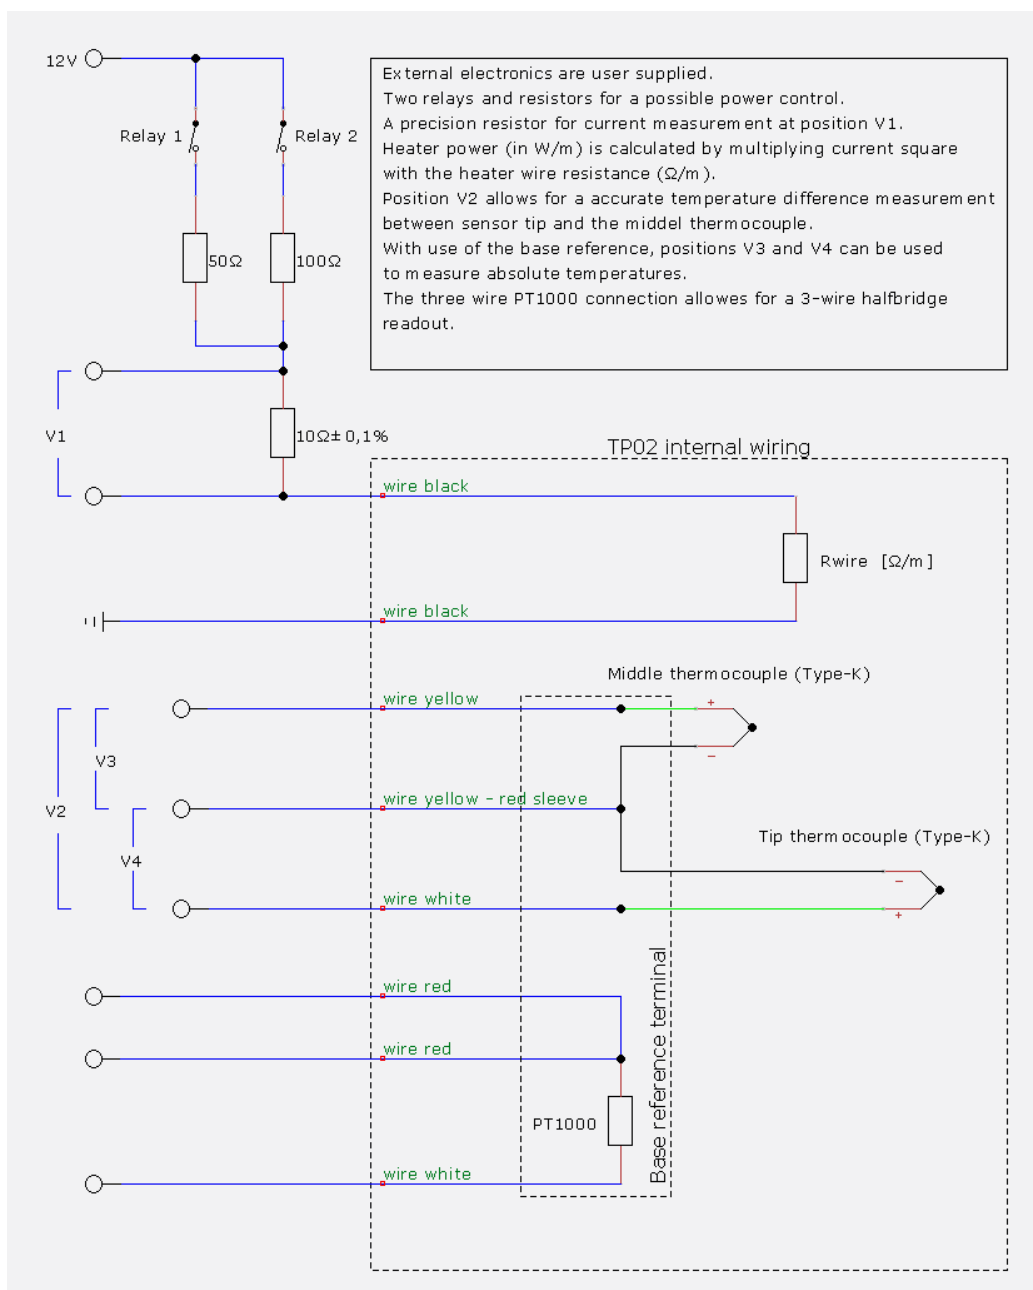 12V
Relay 1
Relay 2
50Ω
100Ω
External electronics are user supplied.
Two relays and resistors for a possible power control.
A precision resistor for current measurement at position V1.
Heater power (in W/m) is calculated by multiplying current square
with the heater wire resistance (Ω/m).
Position V2 allows for a accurate temperature difference measurement
between sensor tip and the middel thermocouple.
With use of the base reference, positions V3 and V4 can be used
to measure absolute temperatures.
The three wire PT1000 connection allowes for a 3-wire halfbridge
readout.
V1
10Ω±0,1%
TP02 internal wiring
wire black
Rwire [Ω/m]
wire black
Middle thermocouple (Type-K)
wire yellow
+
V3
−
V2
wire yellow - red sleeve
Tip thermocouple (Type-K)
V4
−
wire white
+
wire red
wire red
Base reference terminal
PT1000
wire white